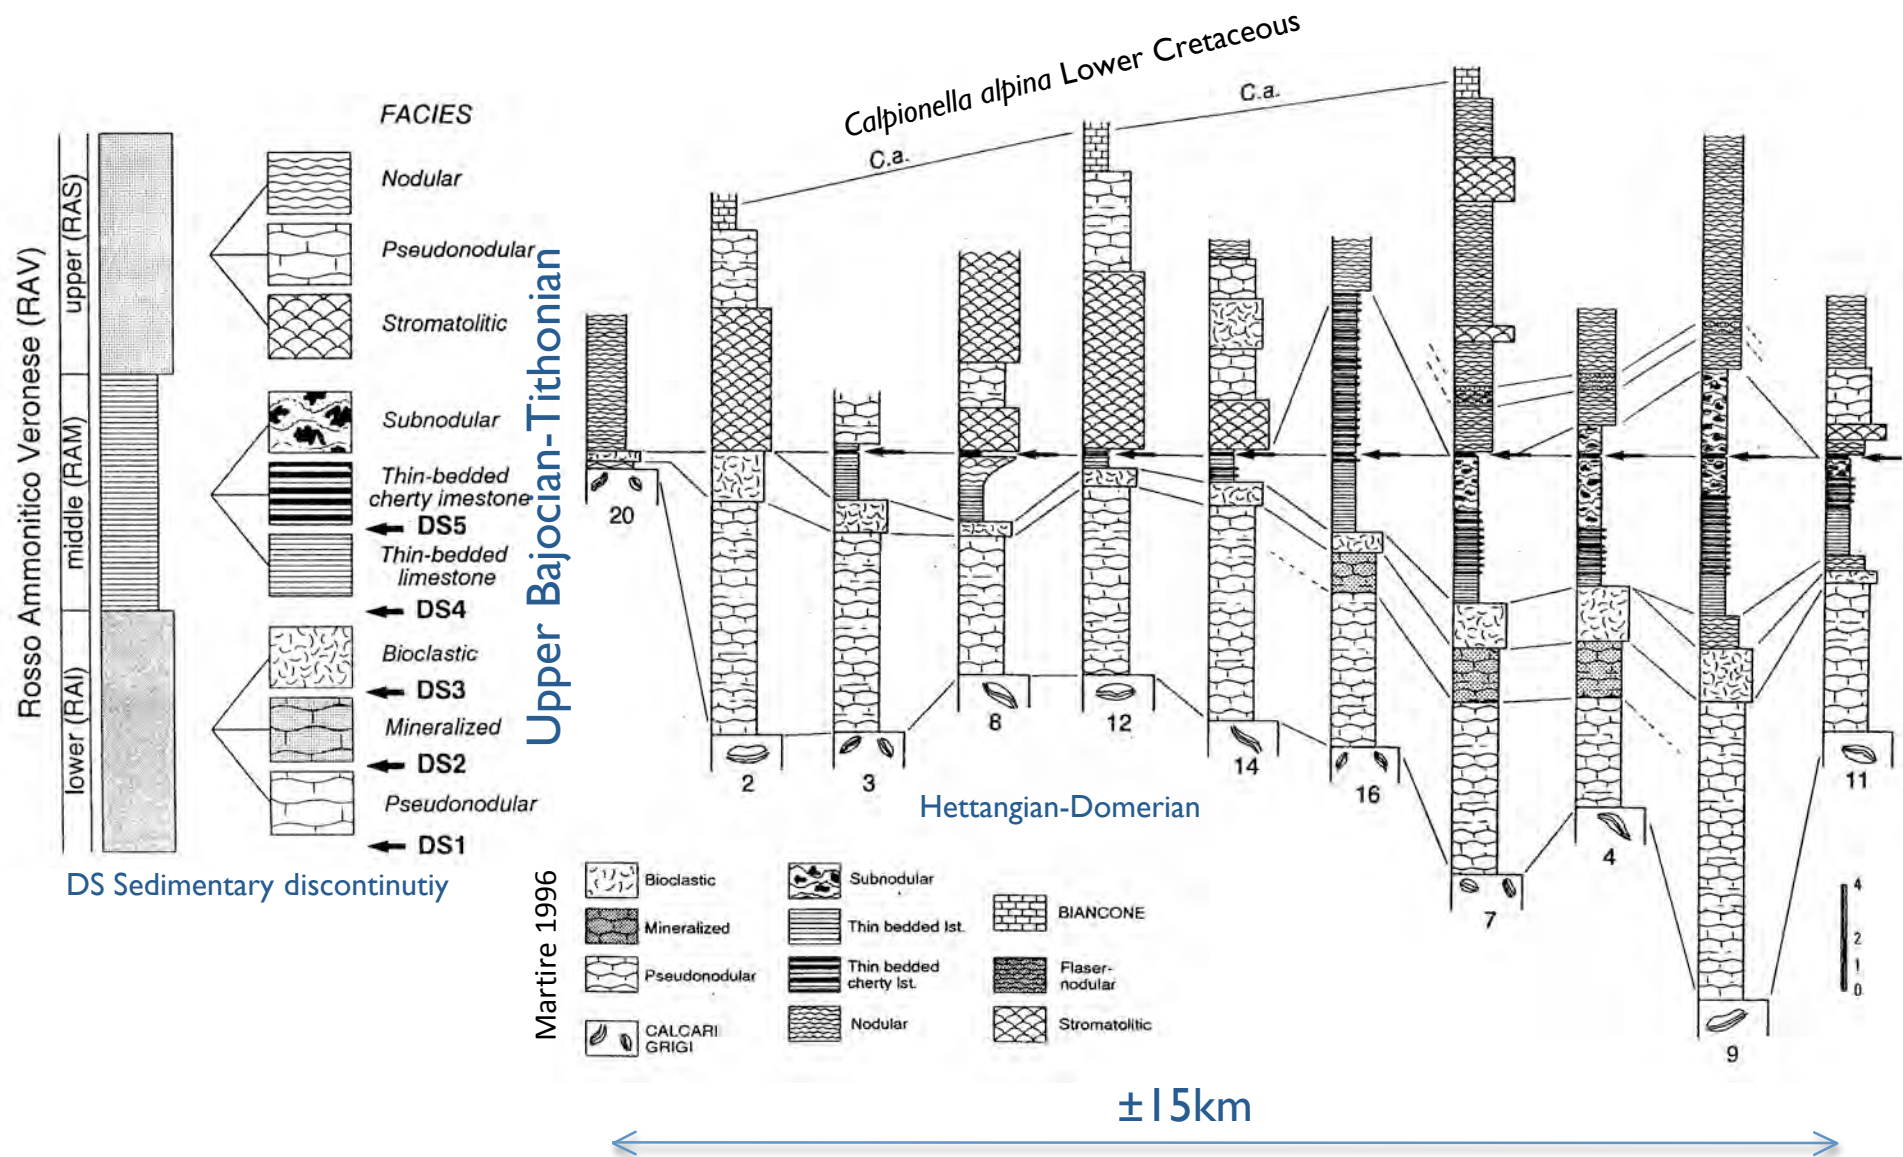 Calpionella alpina Lower Cretaceous
C.a.
C.a.
Rosso Ammonitico Veronese (RAV)
upper (RAS)
middle (RAM)
lower (RAI)
FACIES
Nodular
Pseudonodular
Stromatolitic
Subnodular
Thin-bedded
cherty imestone
DS5
Thin-bedded
limestone
DS4
Bioclastic
DS3
Mineralized
DS2
Pseudonodular
DS1
DS Sedimentary discontinutiy
Upper Bajocian-Tithonian
20
2
3
8
12
14
16
7
4
9
11
Hettangian-Domerian
Martire 1996
Bioclastic
Mineralized
Pseudonodular
CALCARI
GRIGI
Subnodular
Thin bedded lst.
Thin bedded
cherty lst.
Nodular
BIANCONE
Flaser-
nodular
Stromatolitic
4
2
1
0
±15km